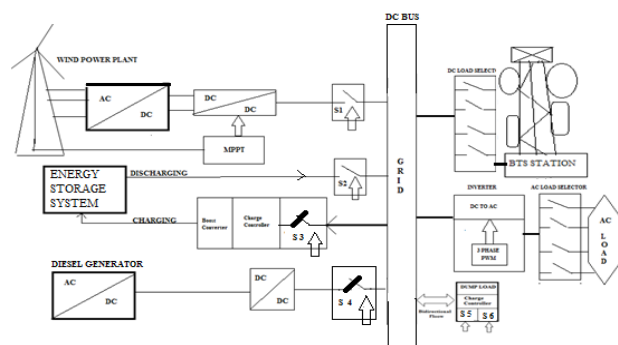 DC BUS
WIND POWER PLANT
DC LOAD SELECT
AC
DC
DC
DC
S1
MPPT
BTS STATION
ENERGY
STORAGE
SYSTEM
DISCHARGING
S2
G
R
I
D
INVERTER
AC LOAD SELECTOR
DC TO AC
3 PHASE
PWM
AC
LOAD
CHARGING
Boost
Converter
Charge
Controller
S 3
DIESEL GENERATOR
AC
DC
DC
DC
S 4
Bidirectional
DUMP LOAD
Charge
Controller
S5
S6